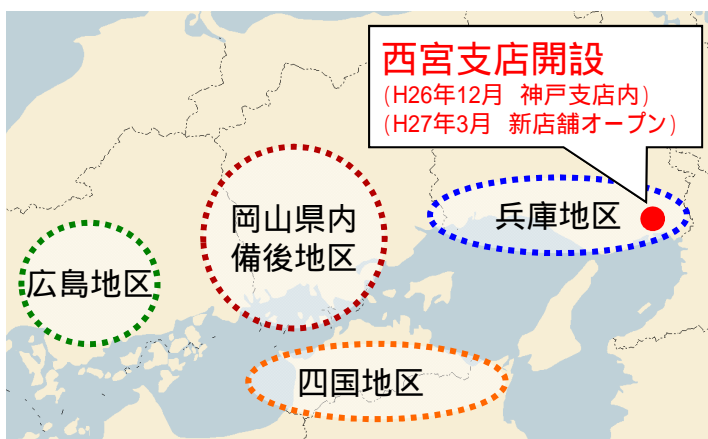 西宮支店開設
(H26年12月 神戸支店内)
(H27年3月 新店舗オープン)
岡山県内
備後地区
兵庫地区
広島地区
四国地区